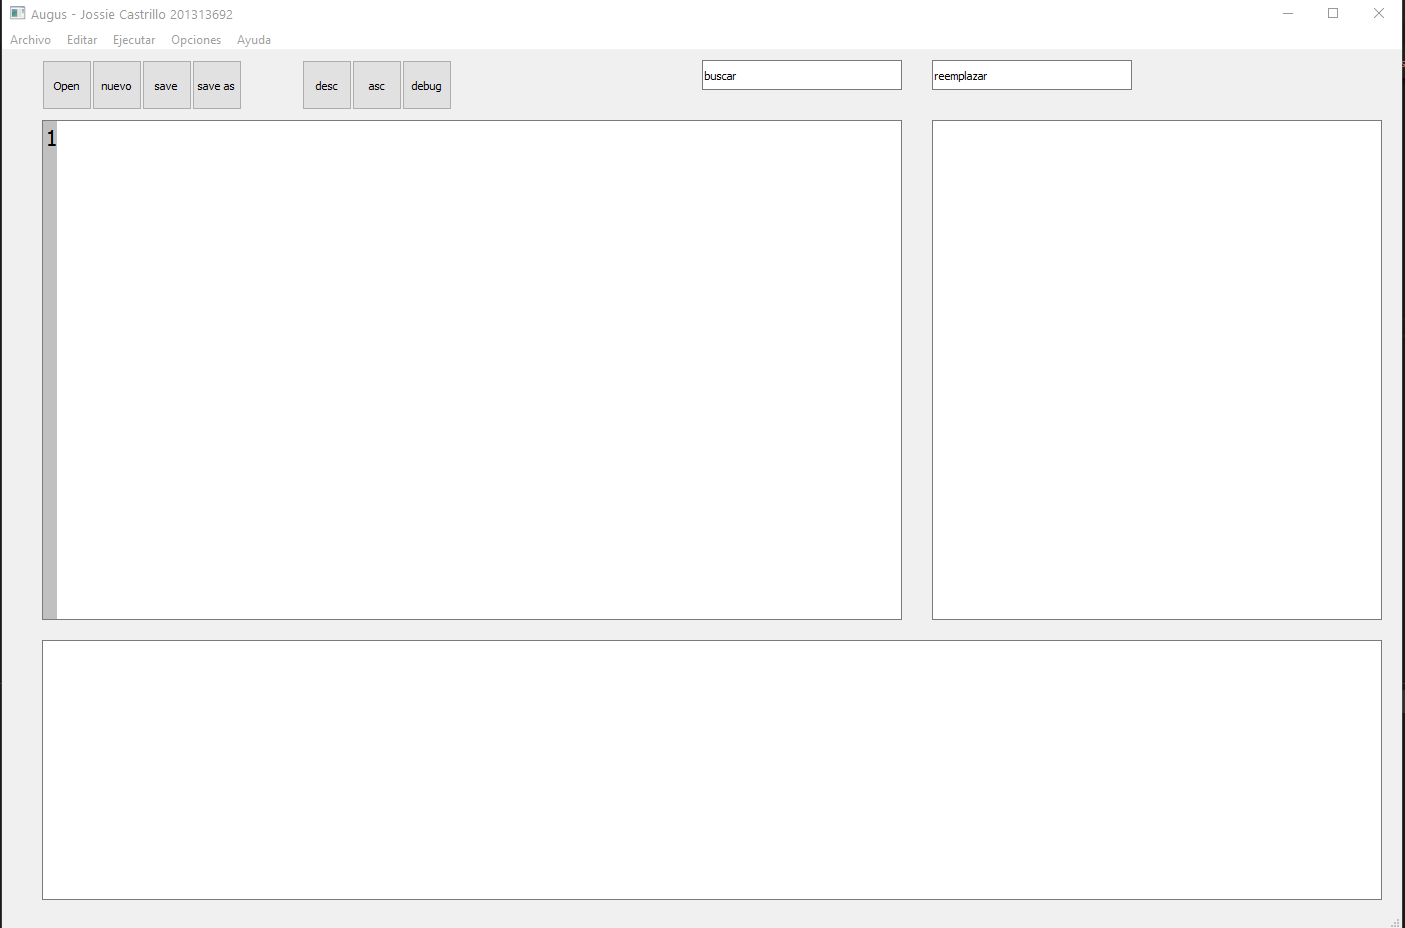 Augus - Jossie Castrillo 201313692
Archivo Editar Ejecutar Opciones Ayuda
Open nuevo save save as desc asc debug buscar reemplazar
1